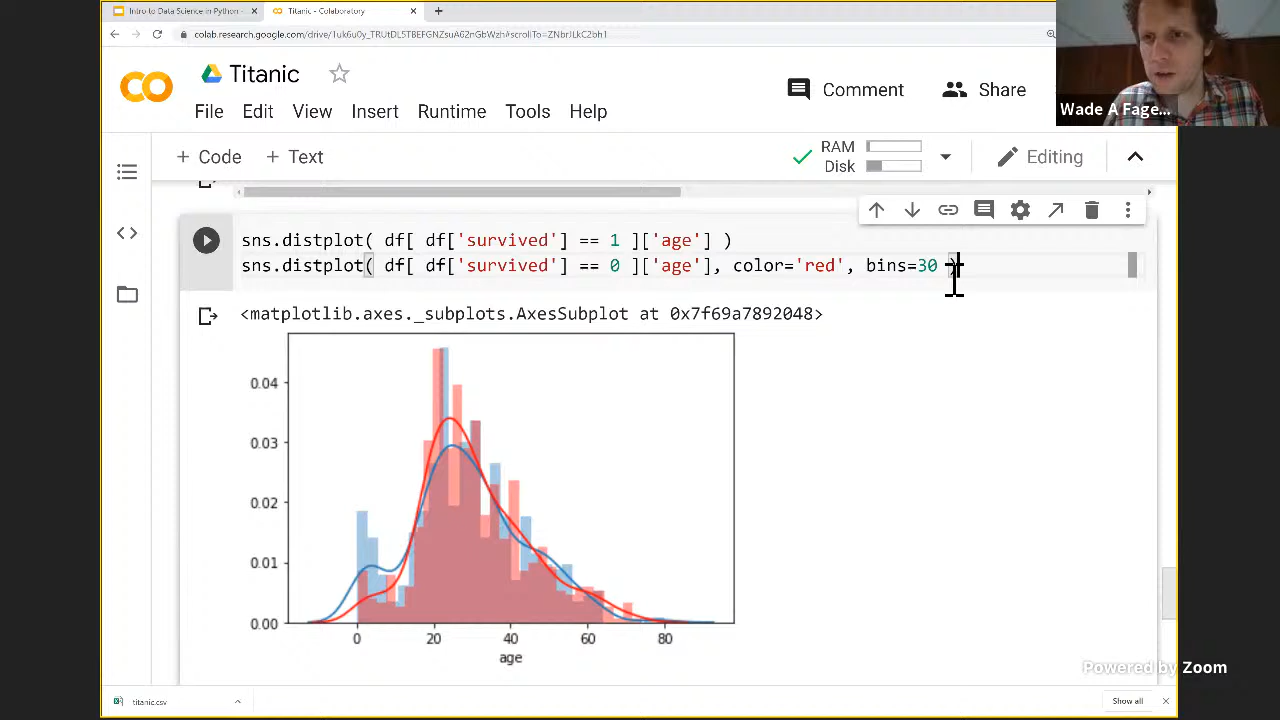 Intro to Data Science in Python -
Titanic - Colaboratory
colab.research.google.com/drive/1uk6u0y_TRUtDLSTBEFGNZsuA62nGbWzh#scrollTo=ZNbrJLkC2bh1
Titanic
Comment
Share
Wade A Fage...
File Edit View Insert Runtime Tools Help
+ Code + Text
RAM
Disk
Editing
sns.distplot( df[ df['survived'] == 1 ]['age'] )
sns.distplot( df[ df['survived'] == 0 ]['age'], color='red', bins=30 )
<matplotlib.axes._subplots.AxesSubplot at 0x7f69a7892048>
0.04
0.03
0.02
0.01
0.00
0 20 40 60 80
age
Powered by Zoom
titanic.csv
Show all